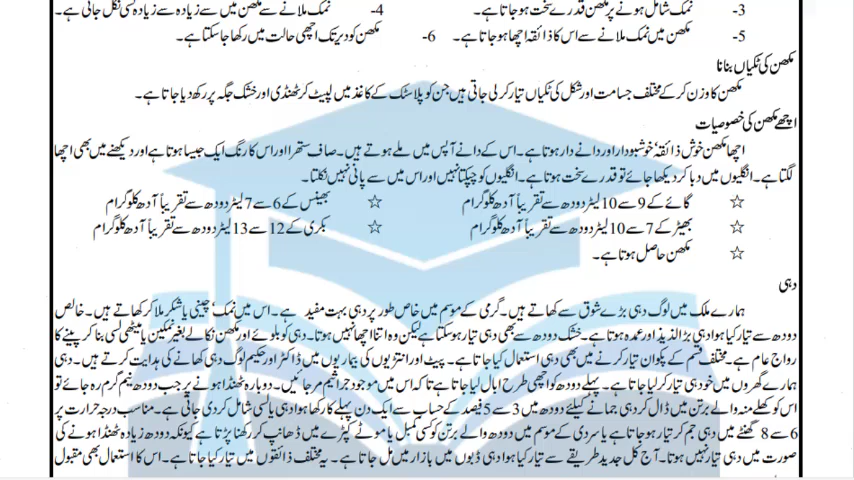 3- نمک شامل ہونے پر مکھن قدرے سخت ہو جاتا ہے۔ 4- نمک ملانے سے مکھن میں سے زیادہ سے زیادہ لسی نکل جاتی ہے۔
5- مکھن میں نمک ملانے سے اس کا ذائقہ اچھا ہو جاتا ہے۔ 6- مکھن کو دیر تک اچھی حالت میں رکھا جا سکتا ہے۔
مکھن کی ٹکیاں بنانا
مکھن کا وزن کر کے مختلف جسامت اور شکل کی ٹکیاں تیار کر لی جاتی ہیں جن کو پلاسٹک کے کاغذ میں لپیٹ کر ٹھنڈی اور خشک جگہ پر رکھ دیا جاتا ہے۔
اچھے مکھن کی خصوصیات
اچھا مکھن خوش ذائقہ‘ خوشبودار اور دانے دار ہوتا ہے۔ اس کے دانے آپس میں ملے ہوتے ہیں۔ صاف ستھرا اور اس کا رنگ ایک جیسا ہوتا ہے اور دیکھنے میں بھی اچھا
لگتا ہے۔ انگلیوں میں دبا کر دیکھا جائے تو قدرے سخت ہوتا ہے۔ انگلیوں کو چپکتا نہیں اور اس میں سے پانی نہیں نکلتا۔
☆ گائے کے 9 سے 10 لیٹر دودھ سے تقریباً آدھ کلوگرام ☆ بھینس کے 6 سے 7 لیٹر دودھ سے تقریباً آدھ کلوگرام
☆ بھیڑ کے 7 سے 10 لیٹر دودھ سے تقریباً آدھ کلوگرام ☆ بکری کے 12 سے 13 لیٹر دودھ سے تقریباً آدھ کلوگرام
☆ مکھن حاصل ہوتا ہے۔
دہی
ہمارے ملک میں لوگ دہی بڑے شوق سے کھاتے ہیں۔ گرمی کے موسم میں خاص طور پر دہی بہت مفید ہے۔ اس میں نمک‘ چینی یا شکر ملا کر کھاتے ہیں۔ خالص
دودھ سے تیار کیا ہوا دہی بڑا لذیذ اور عمدہ ہوتا ہے۔ خشک دودھ سے بھی دہی تیار ہو سکتا ہے لیکن وہ اتنا اچھا نہیں ہوتا۔ دہی کو بلوئے اور مکھن نکالے بغیر نمکین یا میٹھی لسی بنا کر پینے کا
رواج عام ہے۔ مختلف قسم کے پکوان تیار کرنے میں بھی دہی استعمال کیا جاتا ہے۔ پیٹ اور انتڑیوں کی بیماریوں میں ڈاکٹر اور حکیم لوگ دہی کھانے کی ہدایت کرتے ہیں۔ دہی
ہمارے گھروں میں خود ہی تیار کر لیا جاتا ہے۔ پہلے دودھ کو اچھی طرح ابال لیا جاتا ہے تاکہ اس میں موجود جراثیم مر جائیں۔ دوبارہ ٹھنڈا ہونے پر جب دودھ نیم گرم رہ جائے تو
اس کو کھلے منہ والے برتن میں ڈال کر دہی جمانے کیلئے دودھ میں 3 سے 5 فیصد کے حساب سے ایک دن پہلے کا رکھا ہوا دہی یا لسی شامل کر دی جاتی ہے۔ مناسب درجہ حرارت پر
6 سے 8 گھنٹے میں دہی جم کر تیار ہو جاتا ہے یا سردی کے موسم میں دودھ والے برتن کو کسی کمبل یا موٹے کپڑے میں ڈھانپ کر رکھنا پڑتا ہے کیونکہ دودھ زیادہ ٹھنڈا ہونے کی
صورت میں دہی تیار نہیں ہوتا۔ آج کل جدید طریقے سے تیار کیا ہوا دہی ڈبوں میں بازار میں مل جاتا ہے۔ یہ مختلف ذائقوں میں تیار کیا جاتا ہے۔ اس کا استعمال بھی مقبول